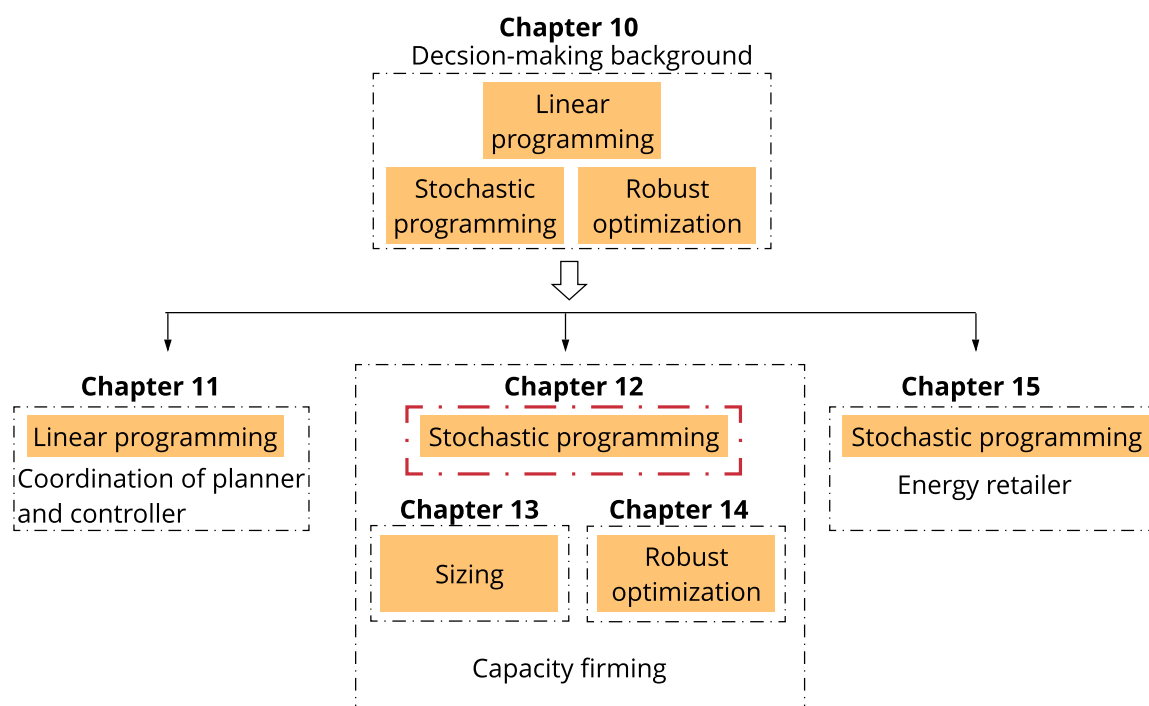 Chapter 10
Decsion-making background
Linear
programming
Stochastic
programming
Robust
optimization
Chapter 11
Linear programming
Coordination of planner
and controller
Chapter 12
Stochastic programming
Chapter 13
Sizing
Chapter 14
Robust
optimization
Capacity firming
Chapter 15
Stochastic programming
Energy retailer